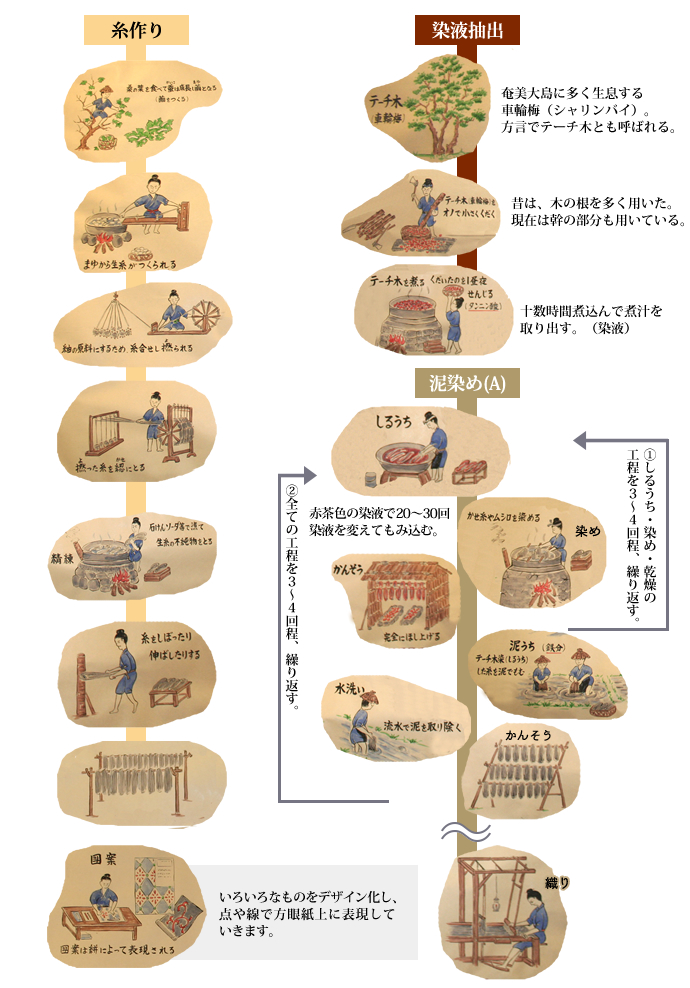 糸作り
桑の葉を食べて蚕は成長し繭となる
(繭をつくる)
まゆから生糸がつくられる
紬の原料にするため、糸合せし撚られる
撚った糸を綛にとる
石けんソーダ等で洗て
生糸の不純物をとる
精練
糸をしぼったり
伸ばしたりする
図案
図案は絣によって表現される
いろいろなものをデザイン化し、
点や線で方眼紙上に表現して
いきます。
染液抽出
テーチ木
(車輪梅)
奄美大島に多く生息する
車輪梅(シャリンバイ)。
方言でテーチ木とも呼ばれる。
テーチ木(車輪梅)を
オノで小さくくだく
昔は、木の根を多く用いた。
現在は幹の部分も用いている。
テーチ木を煮る
くだいたのを1昼夜
せんじる
(タンニン酸)
十数時間煮込んで煮汁を
取り出す。(染液)
泥染め(A)
しるうち
赤茶色の染液で20〜30回
染液を変えてもみ込む。
①しるうち・染め・乾燥の
工程を3〜4回程、繰り返す。
②全ての工程を3〜4回程、繰り返す。
かせ糸やムシロを染める
染め
かんそう
完全にほし上げる
泥うち(鉄分)
テーチ木染(しるうち)
した糸を泥でもむ
水洗い
流水で泥を取り除く
かんそう
織り